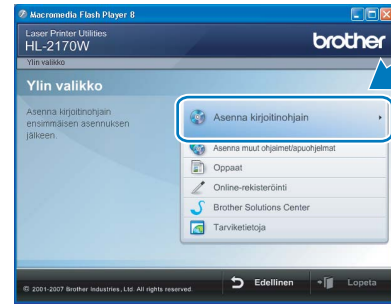 Macromedia Flash Player 8
Laser Printer Utilities
HL-2170W
brother
Ylin valikko
Ylin valikko
Asenna kirjoitinohjain
ensimmäisen asennuksen
jälkeen.
Asenna kirjoitinohjain
Asenna muut ohjaimet/apuohjelmat
Oppaat
Online-rekisteröinti
Brother Solutions Center
Tarviketietoja
© 2001-2007 Brother Industries, Ltd. All rights reserved.
Edellinen
Lopeta